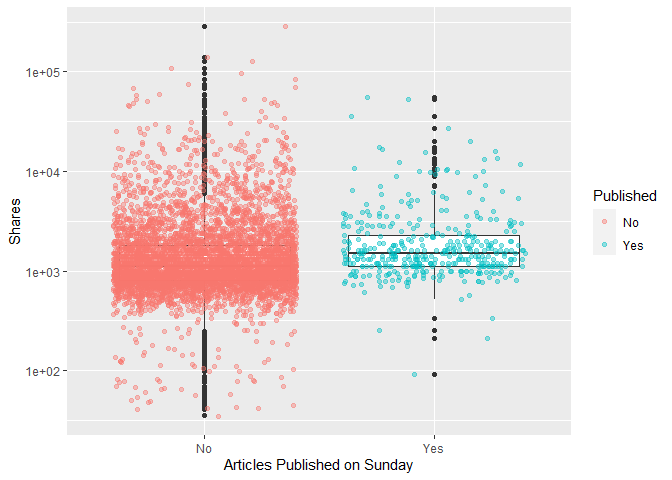 1e+05
1e+04
1e+03
1e+02
Shares
No
Yes
Articles Published on Sunday
Published
No
Yes